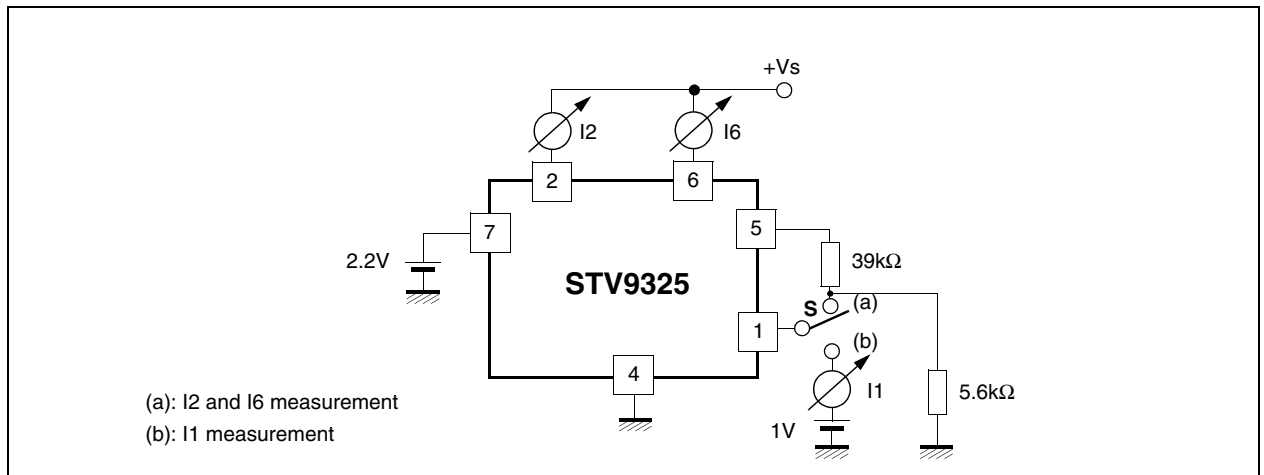 +Vs
I2
I6
2
6
7
5
2.2V
39kΩ
STV9325
S
(a)
1
(b)
4
I1
5.6kΩ
1V
(a): I2 and I6 measurement
(b): I1 measurement